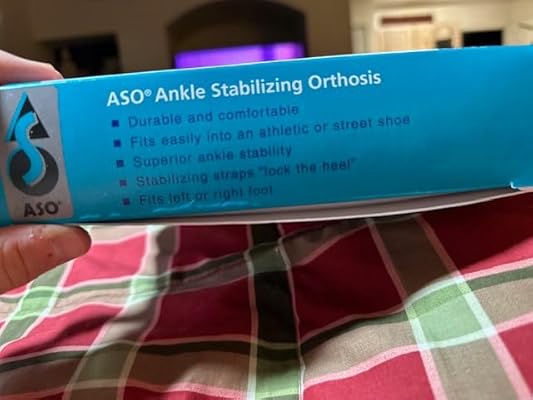 ASO® Ankle Stabilizing Orthosis
■ Durable and comfortable
■ Fits easily into an athletic or street shoe
■ Superior ankle stability
■ Stabilizing straps "lock the heel"
■ Fits left or right foot
ASO®